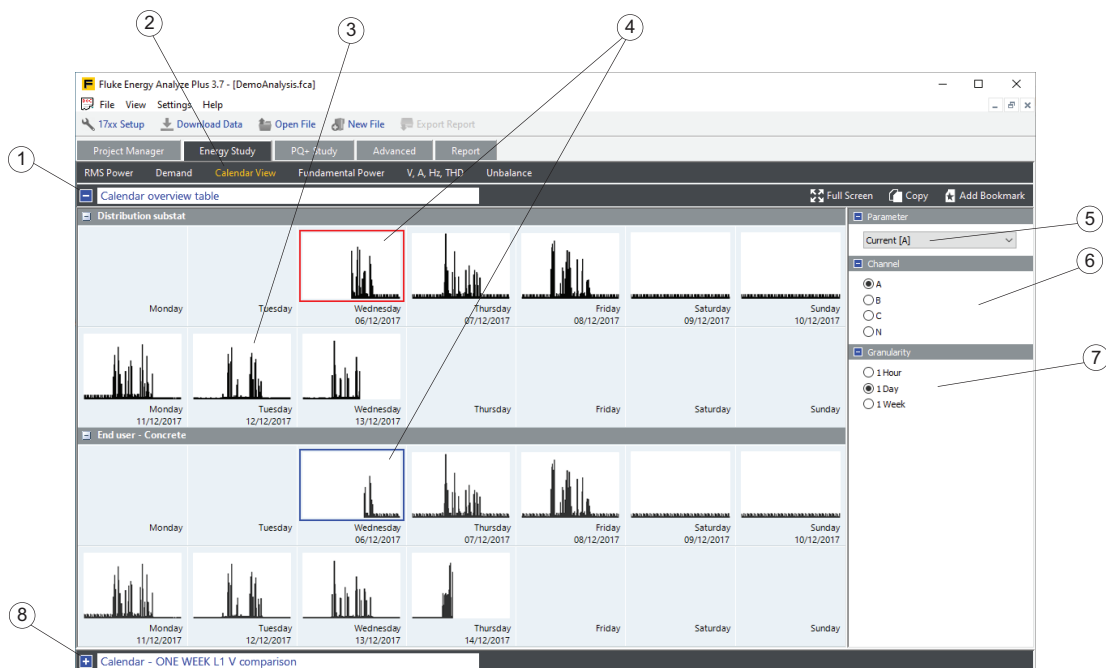 2
3
4
Fluke Energy Analyze Plus 3.7 - [DemoAnalysis.fca]
File View Settings Help
17xx Setup Download Data Open File New File Export Report
Project Manager Energy Study PQ+ Study Advanced Report
1
RMS Power Demand Calendar View Fundamental Power V, A, Hz, THD Unbalance
Calendar overview table Full Screen Copy Add Bookmark
Distribution substat
Parameter
Current [A]
5
Channel
6
A
B
C
N
Monday Tuesday Wednesday Thursday Friday Saturday Sunday
06/12/2017 07/12/2017 08/12/2017 09/12/2017 10/12/2017
Granularity
1 Hour
1 Day
1 Week
7
Monday Tuesday Wednesday Thursday Friday Saturday Sunday
11/12/2017 12/12/2017 13/12/2017
End user - Concrete
Monday Tuesday Wednesday Thursday Friday Saturday Sunday
06/12/2017 07/12/2017 08/12/2017 09/12/2017 10/12/2017
Monday Tuesday Wednesday Thursday Friday Saturday Sunday
11/12/2017 12/12/2017 13/12/2017 14/12/2017
8
Calendar - ONE WEEK L1 V comparison